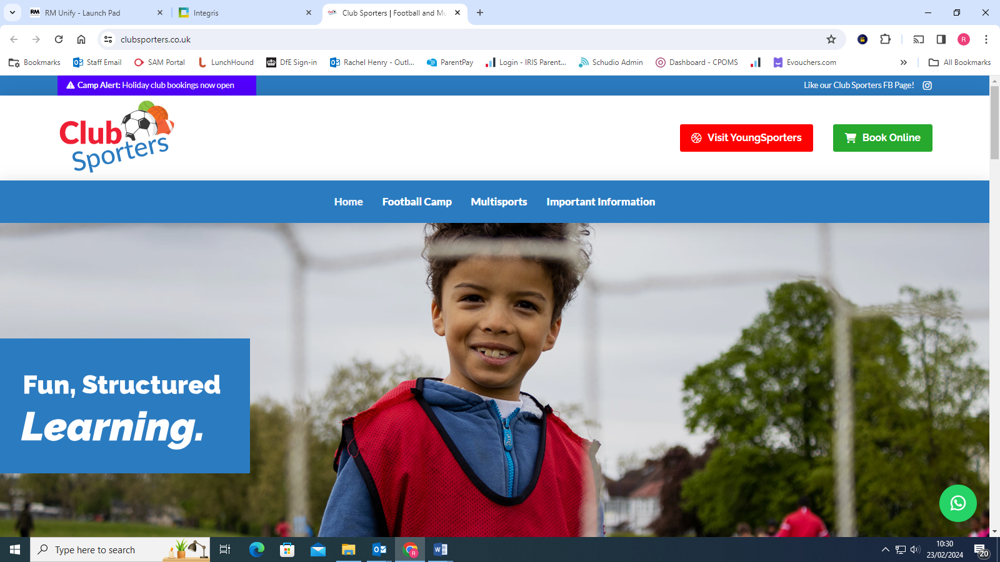 RM Unify - Launch Pad
Integris
Club Sporters | Football and Mu
clubsporters.co.uk
R
Bookmarks
Staff Email
SAM Portal
LunchHound
DfE Sign-in
Rachel Henry - Outl...
ParentPay
Login - IRIS Parent...
Schudio Admin
Dashboard - CPOMS
Evouchers.com
All Bookmarks
Camp Alert: Holiday club bookings now open
Like our Club Sporters FB Page!
Club
Sporters
Visit YoungSporters
Book Online
Home
Football Camp
Multisports
Important Information
Fun, Structured
Learning.
Type here to search
R
10:30
23/02/2024
20